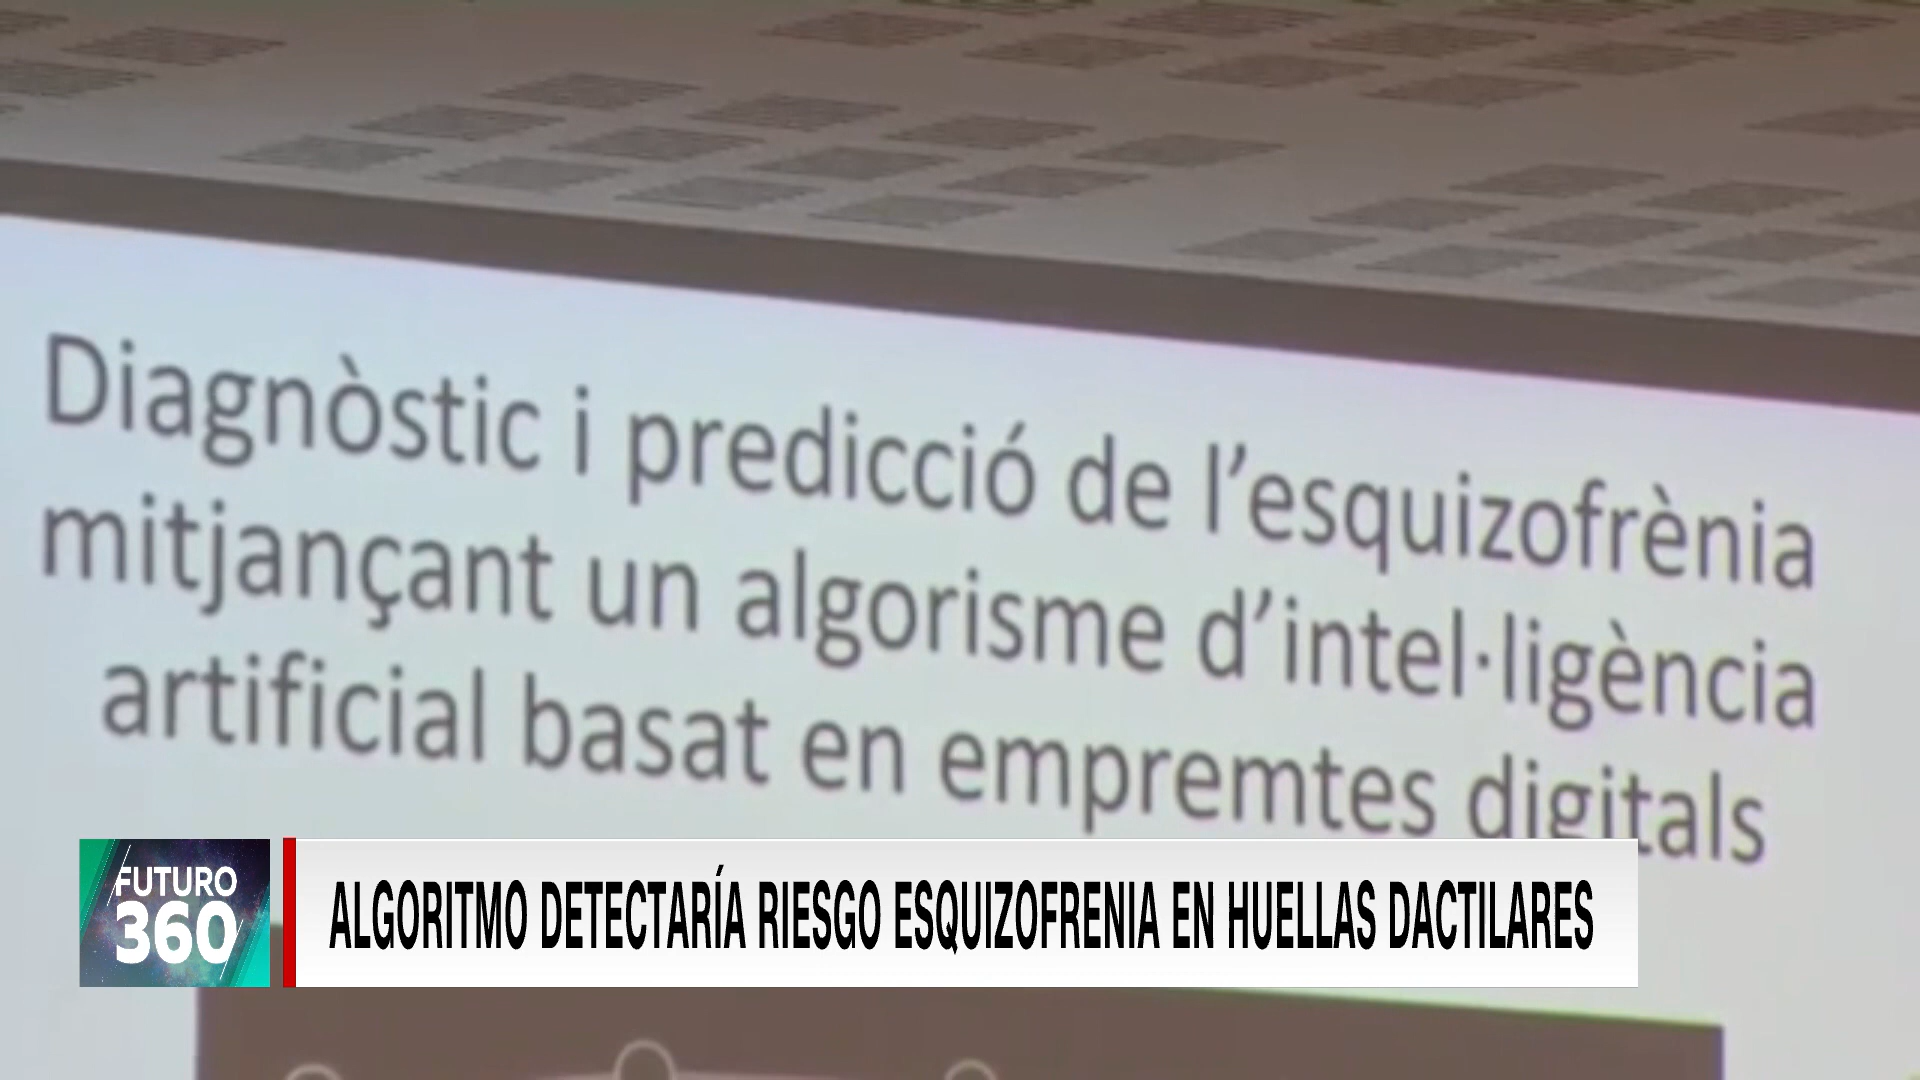 Diagnòstic i predicció de l'esquizofrènia
mitjançant un algorisme d'intel·ligència
artificial basat en empremtes digitals
FUTURO
360
ALGORITMO DETECTARÍA RIESGO ESQUIZOFRENIA EN HUELLAS DACTILARES